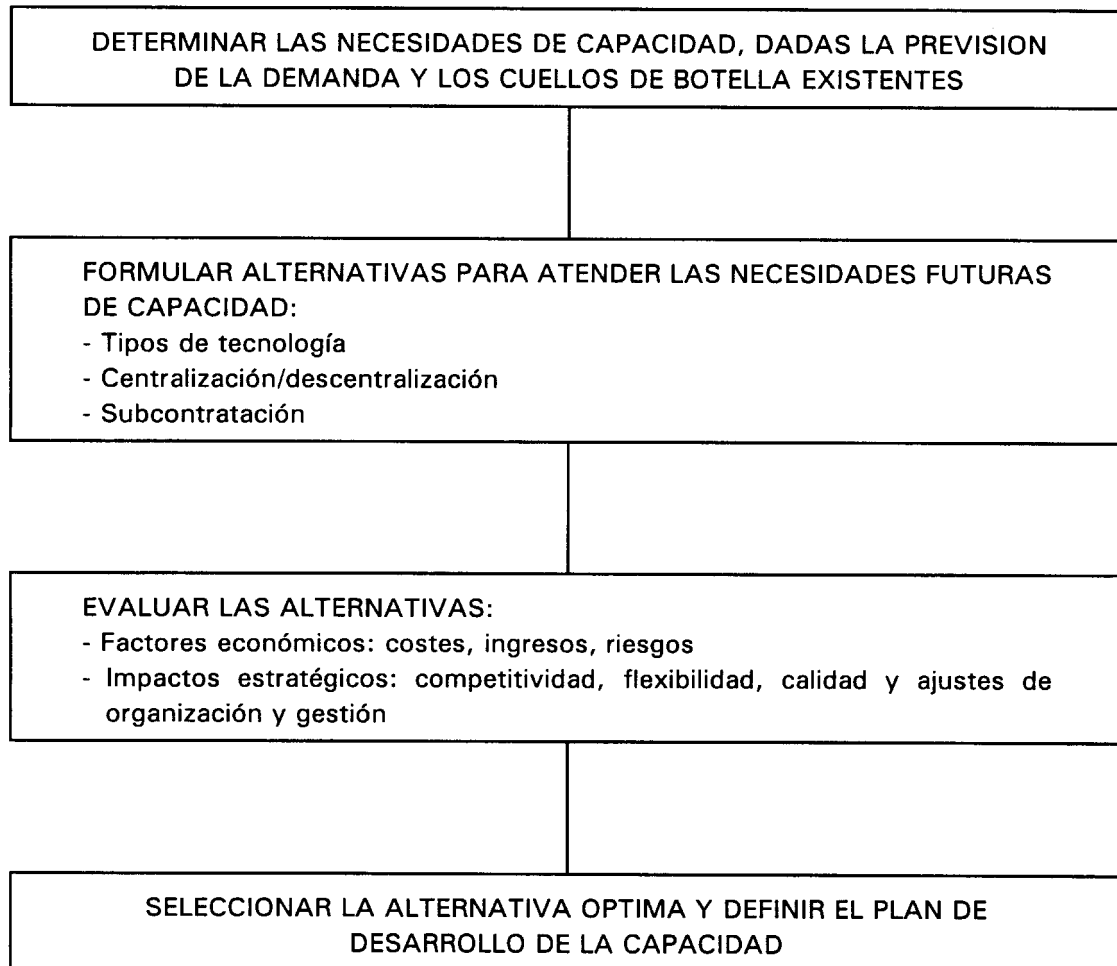 DETERMINAR LAS NECESIDADES DE CAPACIDAD, DADAS LA PREVISION
DE LA DEMANDA Y LOS CUELLOS DE BOTELLA EXISTENTES
FORMULAR ALTERNATIVAS PARA ATENDER LAS NECESIDADES FUTURAS
DE CAPACIDAD:
- Tipos de tecnología
- Centralización/descentralización
- Subcontratación
EVALUAR LAS ALTERNATIVAS:
- Factores económicos: costes, ingresos, riesgos
- Impactos estratégicos: competitividad, flexibilidad, calidad y ajustes de
organización y gestión
SELECCIONAR LA ALTERNATIVA OPTIMA Y DEFINIR EL PLAN DE
DESARROLLO DE LA CAPACIDAD